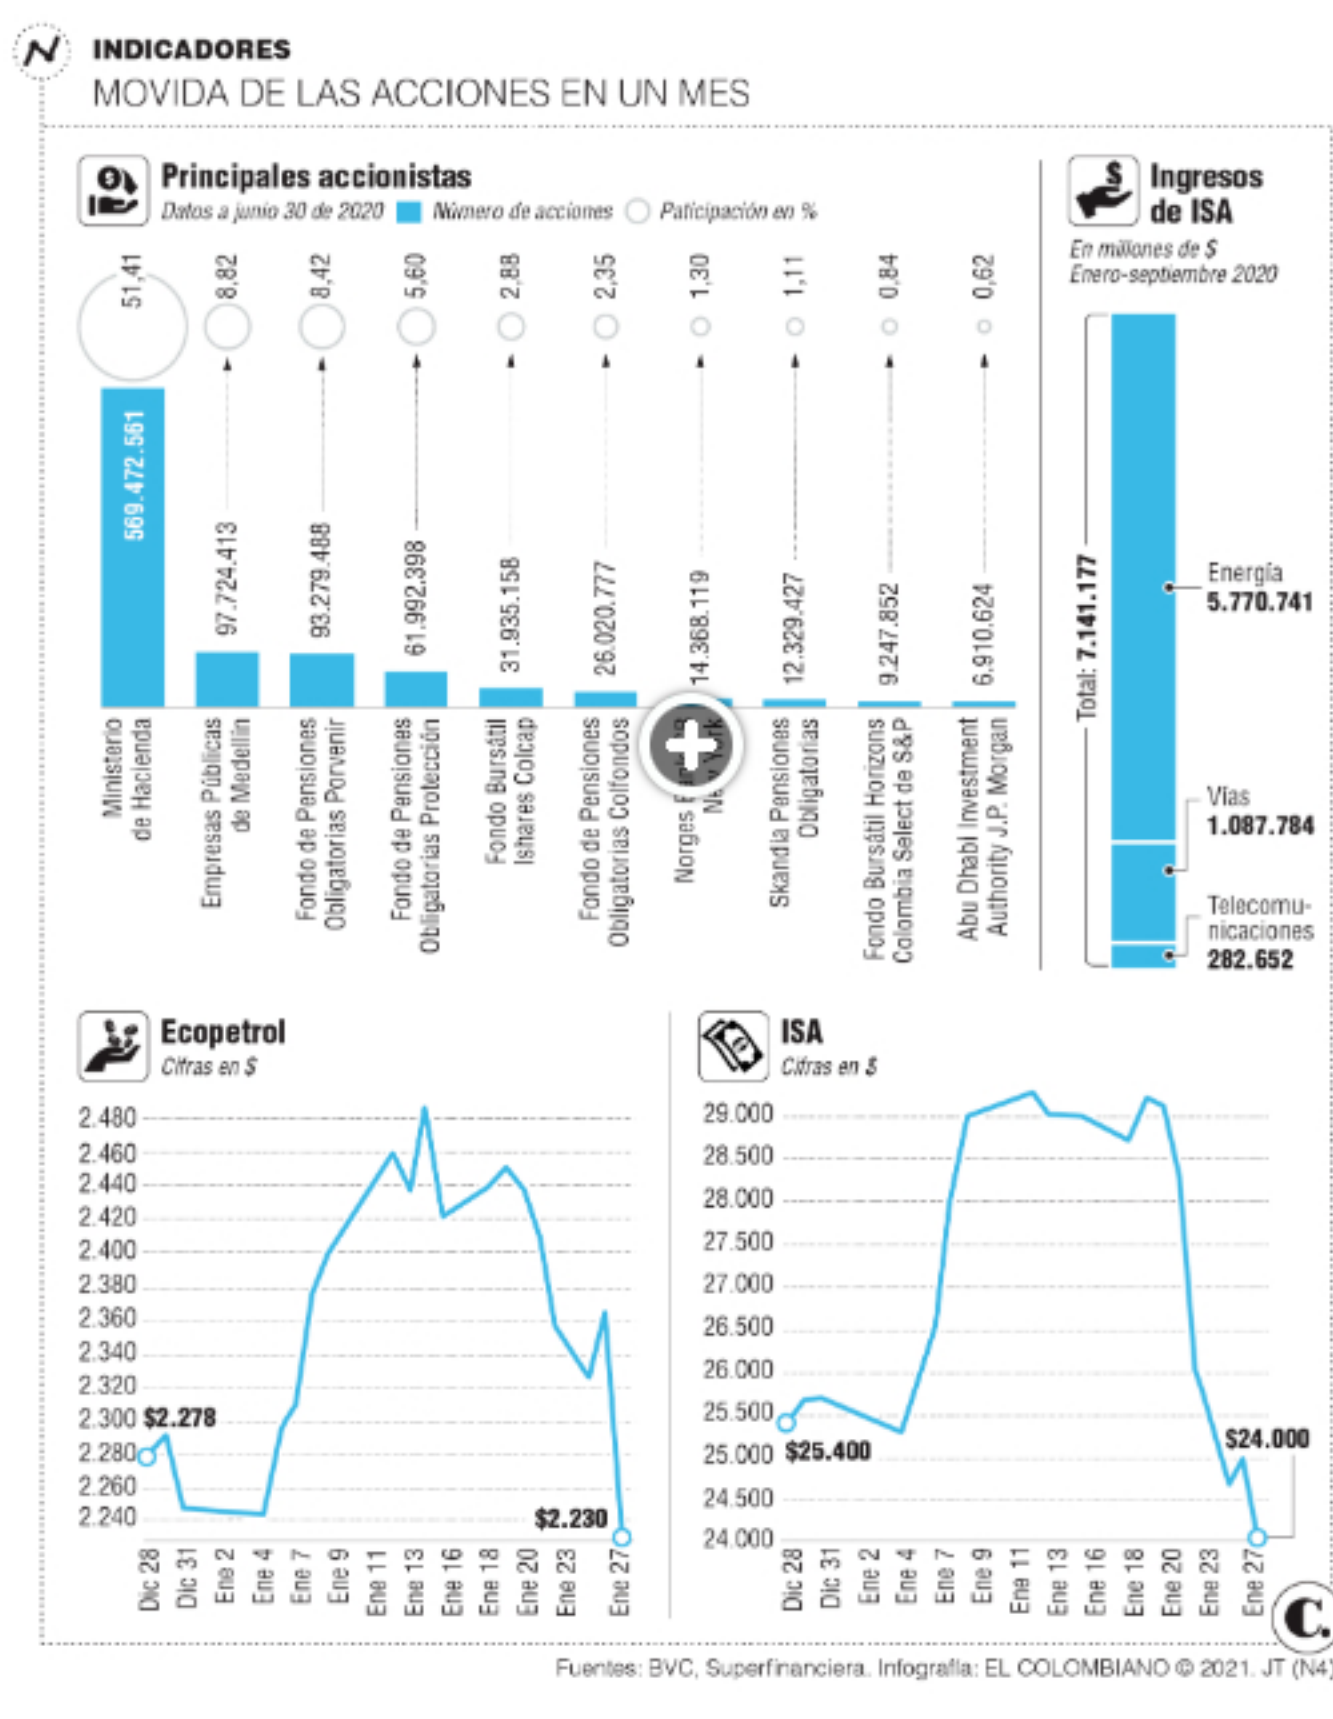 INDICADORES
MOVIDA DE LAS ACCIONES EN UN MES
Principales accionistas
Datos a junio 30 de 2020 Número de acciones Paticipación en %
51,41
8,82
8,42
5,60
2,88
2,35
1,30
1,11
0,84
0,62
569.472.561
97.724.413
93.279.488
61.992.398
31.935.158
26.020.777
14.368.119
12.329.427
9.247.852
6.910.624
Ministerio
de Hacienda
Empresas Públicas
de Medellín
Fondo de Pensiones
Obligatorias Porvenir
Fondo de Pensiones
Obligatorias Protección
Fondo Bursátil
Ishares Colcap
Fondo de Pensiones
Obligatorias Colfondos
Norges
York
Skandia Pensiones
Obligatorias
Fondo Bursátil Horizons
Colombia Select de S&P
Abu Dhabi Investment
Authority J.P. Morgan
Ingresos
de ISA
En millones de $
Enero-septiembre 2020
Total: 7.141.177
Energía
5.770.741
Vías
1.087.784
Telecomu-
nicaciones
282.652
Ecopetrol
Cifras en $
2.480
2.460
2.440
2.420
2.400
2.380
2.360
2.340
2.320
2.300
2.280
2.260
2.240
$2.278
$2.230
Dic 28
Dic 31
Ene 2
Ene 4
Ene 7
Ene 9
Ene 11
Ene 13
Ene 16
Ene 18
Ene 20
Ene 23
Ene 27
ISA
Cifras en $
29.000
28.500
28.000
27.500
27.000
26.500
26.000
25.500
25.000
24.500
24.000
$25.400
$24.000
Dic 28
Dic 31
Ene 2
Ene 4
Ene 7
Ene 9
Ene 11
Ene 13
Ene 16
Ene 18
Ene 20
Ene 23
Ene 27
C.
Fuentes: BVC, Superfinanciera. Infografía: EL COLOMBIANO © 2021. JT (N4)